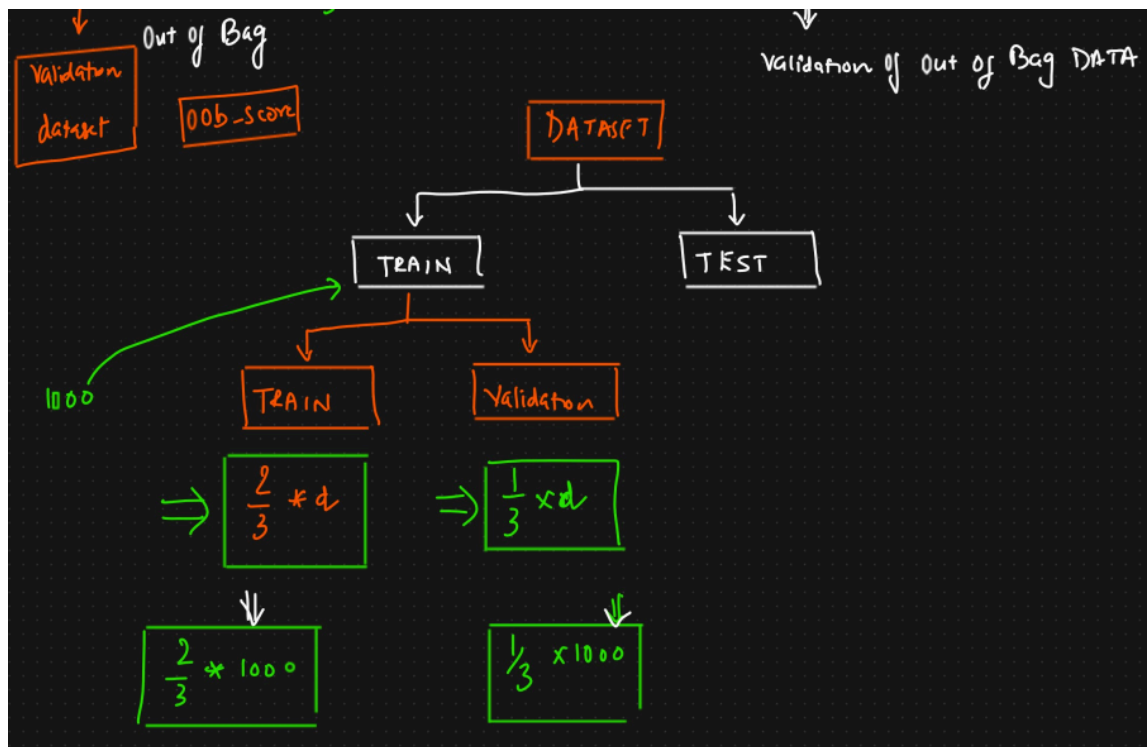 Out of Bag
Validation
dataset
OOb_score
Validation of Out of Bag DATA
DATASET
TRAIN
TEST
1000
TRAIN
Validation
2/3 * d
1/3 x d
2/3 * 1000
1/3 x 1000